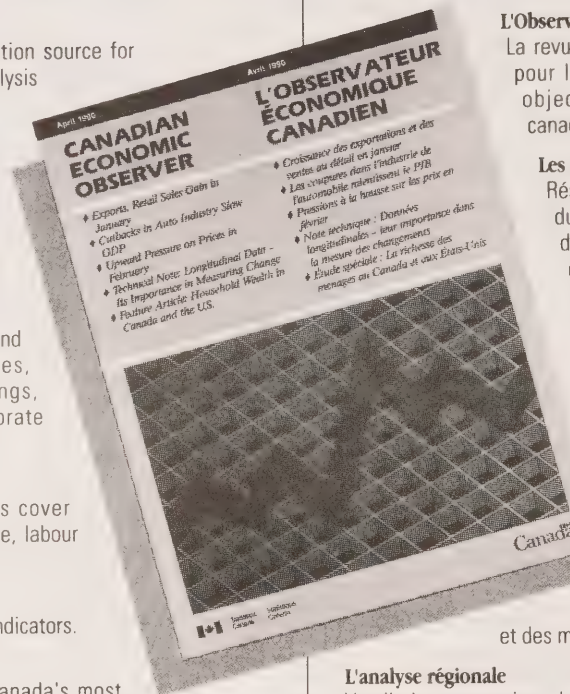 tion source for
lysis
nd
es,
ngs,
orate
s cover
e, labour
ndicators.
anada's most
April 1990
CANADIAN
ECONOMIC
OBSERVER
♦ Exports, Retail Sales Gain in
January
♦ Cutbacks in Auto Industry Slow
GDP
♦ Upward Pressure on Prices in
February
♦ Technical Note: Longitudinal Data -
Its Importance in Measuring Change
♦ Feature Article: Household Wealth in
Canada and the U.S.
Avril 1990
L'OBSERVATEUR
ÉCONOMIQUE
CANADIEN
♦ Croissance des exportations et des
ventes au détail en janvier
♦ Les coupures dans l'industrie de
l'automobile ralentissent le PIB
♦ Pressions à la hausse sur les prix en
février
♦ Note technique : Données
longitudinales – leur importance dans
la mesure des changements
♦ Étude spéciale : La richesse des
ménages au Canada et aux États-Unis
Statistics Statistique
Canada Canada
Canada
L'Observ
La revu
pour l
objec
canad
Les
Ré
du
d
et des m
L'analyse régionale